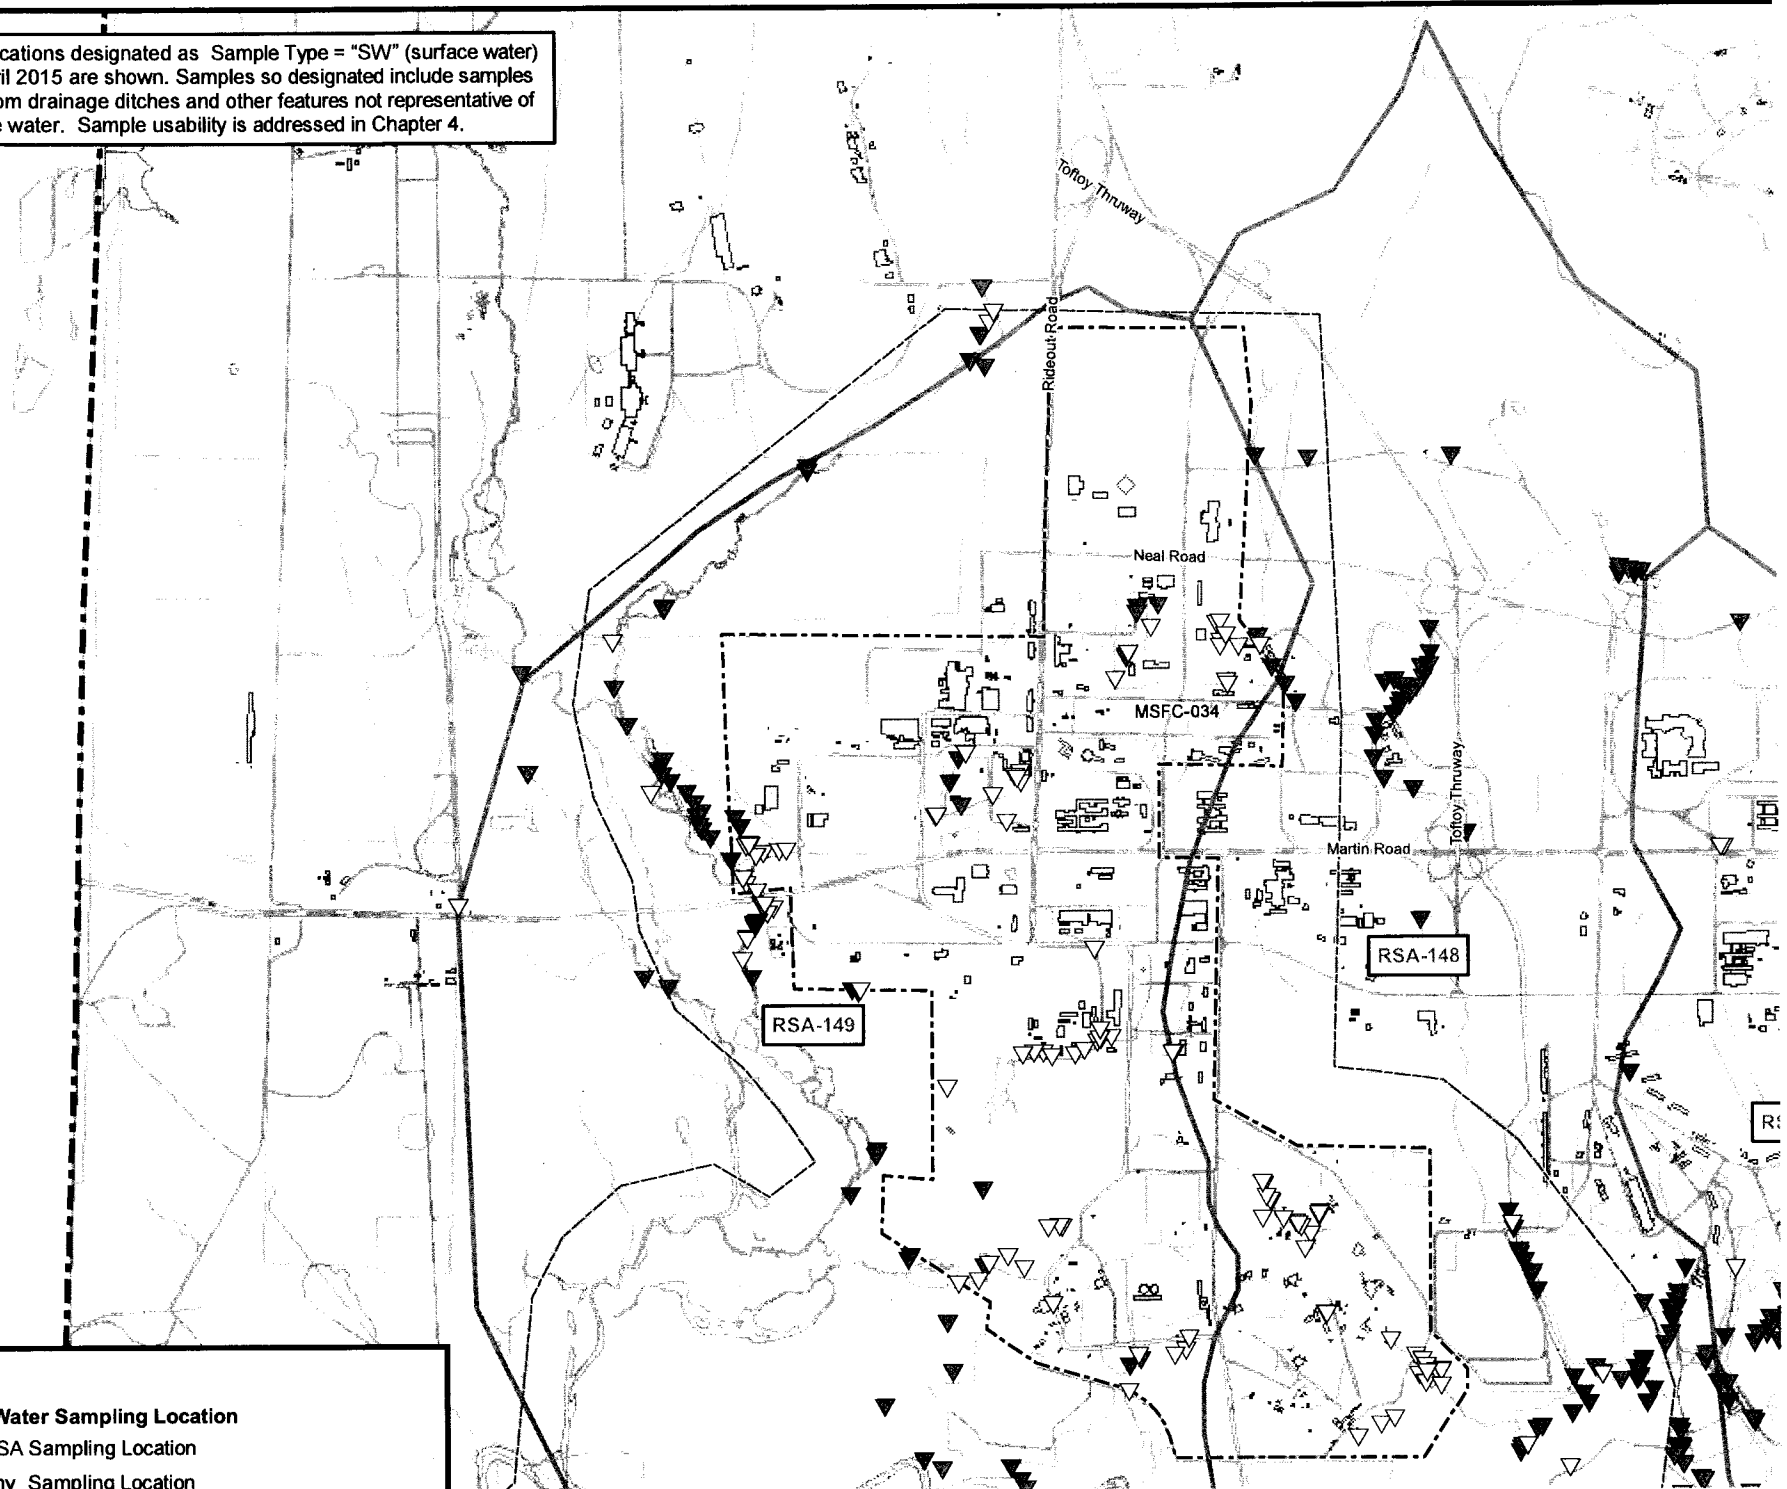 cations designated as Sample Type = "SW" (surface water)
il 2015 are shown. Samples so designated include samples
om drainage ditches and other features not representative of
e water. Sample usability is addressed in Chapter 4.
Toftoy Thruway
Rideout Road
Neal Road
MSFC-034
Toftoy Thruway
Martin Road
RSA-148
RSA-149
RS
Water Sampling Location
SA Sampling Location
ny Sampling Location